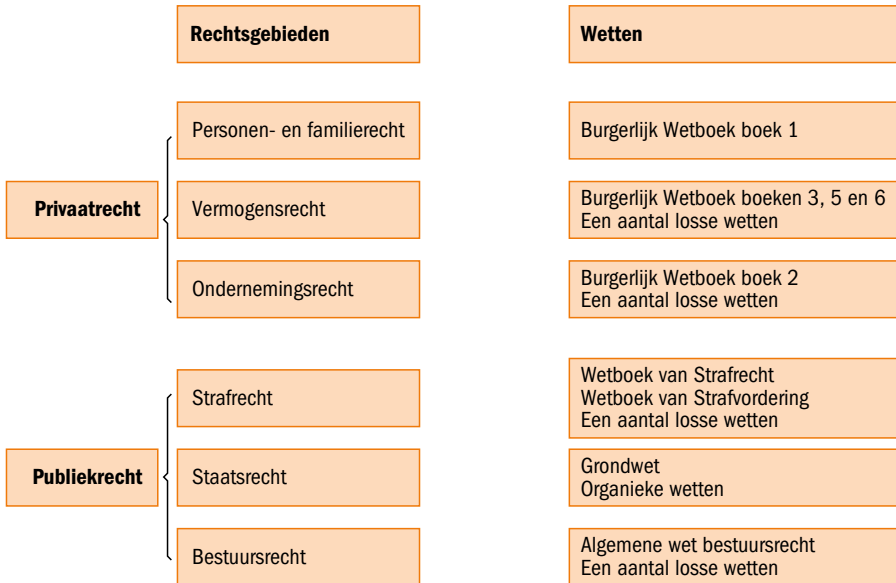 Rechtsgebieden
Wetten
Privaatrecht
Personen- en familierecht
Burgerlijk Wetboek boek 1
Vermogensrecht
Burgerlijk Wetboek boeken 3, 5 en 6
Een aantal losse wetten
Ondernemingsrecht
Burgerlijk Wetboek boek 2
Een aantal losse wetten
Publiekrecht
Strafrecht
Wetboek van Strafrecht
Wetboek van Strafvordering
Een aantal losse wetten
Staatsrecht
Grondwet
Organieke wetten
Bestuursrecht
Algemene wet bestuursrecht
Een aantal losse wetten